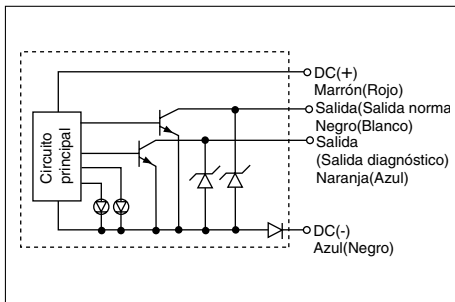 DC(+)
Marrón(Rojo)
Salida(Salida norma
Negro(Blanco)
Salida
(Salida diagnóstico)
Naranja(Azul)
Circuito
principal
DC(-)
Azul(Negro)